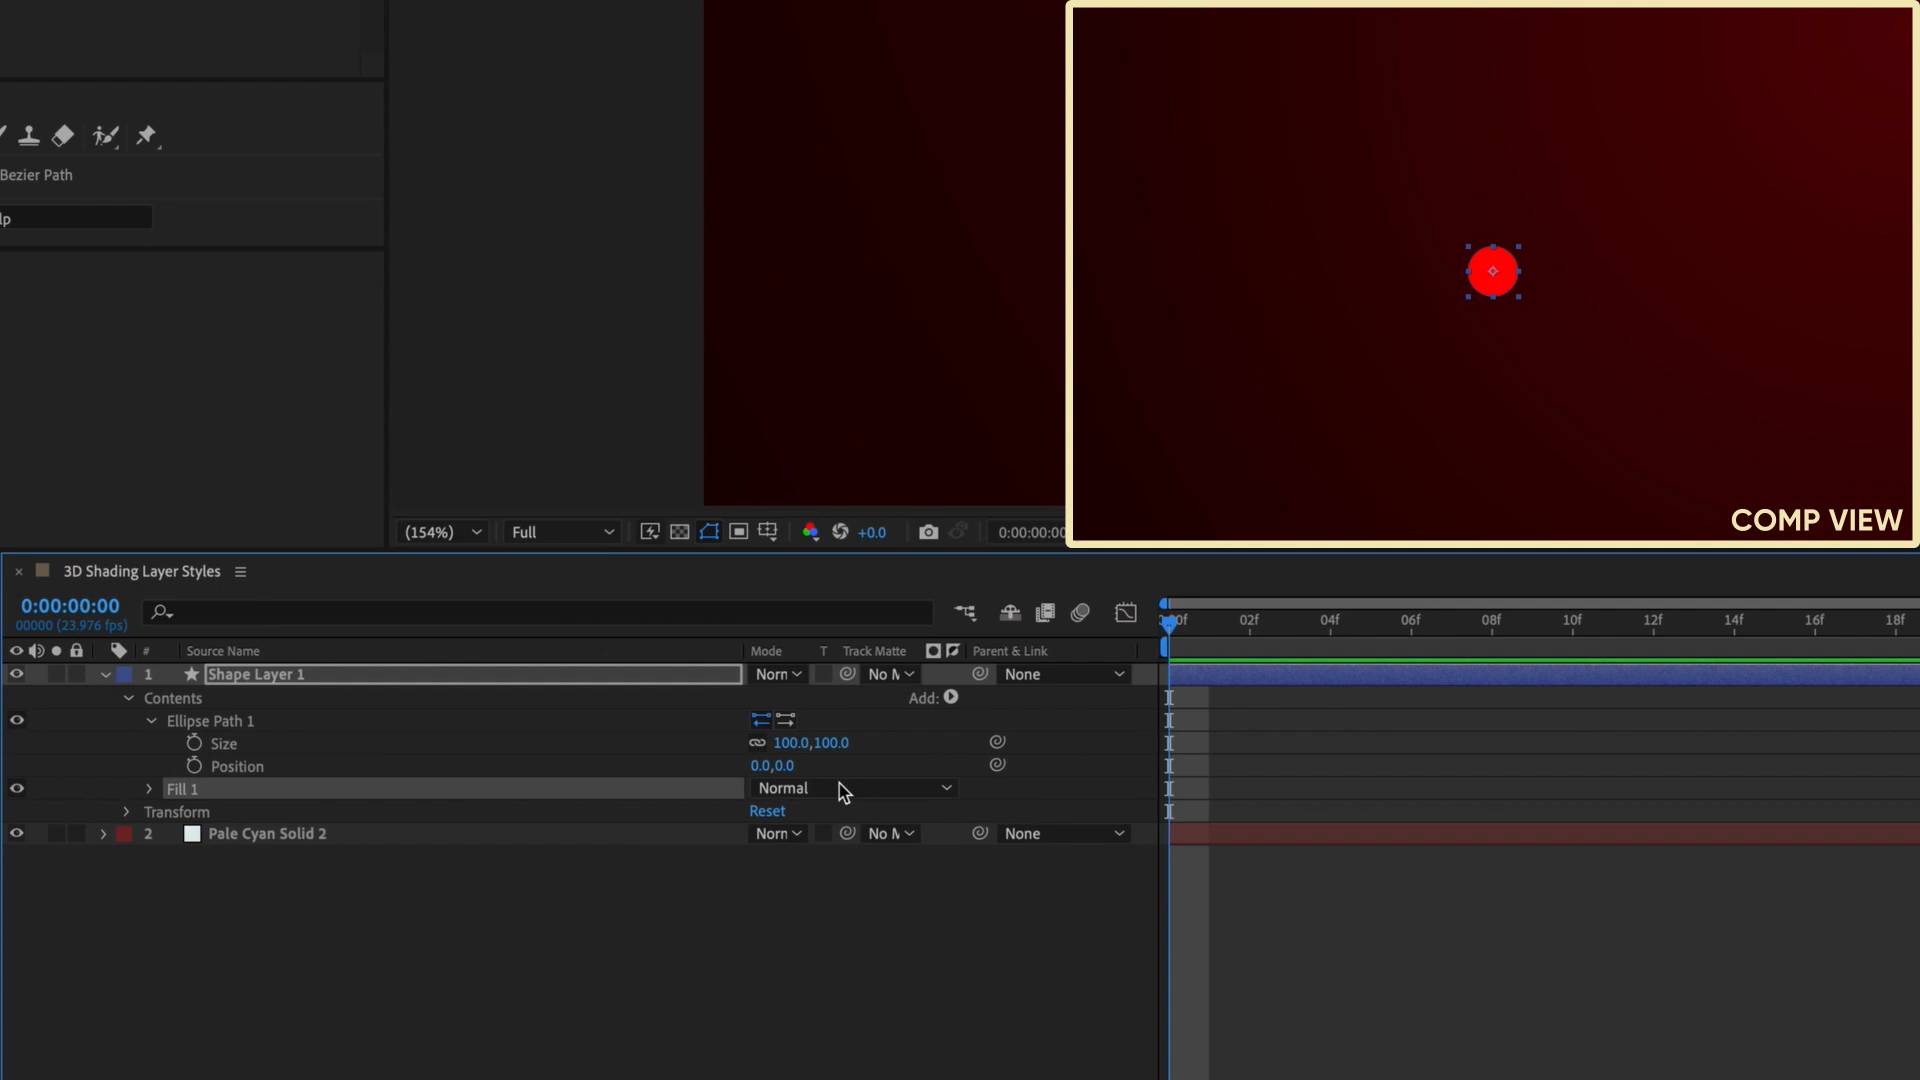 Bezier Path
lp
(154%)
Full
+0.0
0:00:00:00
COMP VIEW
3D Shading Layer Styles
0:00:00:00
00000 (23.976 fps)
00f 02f 04f 06f 08f 10f 12f 14f 16f 18f
# Source Name Mode T Track Matte Parent & Link
1 Shape Layer 1 Norn No M None
Contents Add:
Ellipse Path 1
Size 100.0,100.0
Position 0.0,0.0
Fill 1 Normal
Transform Reset
2 Pale Cyan Solid 2 Norn No M None